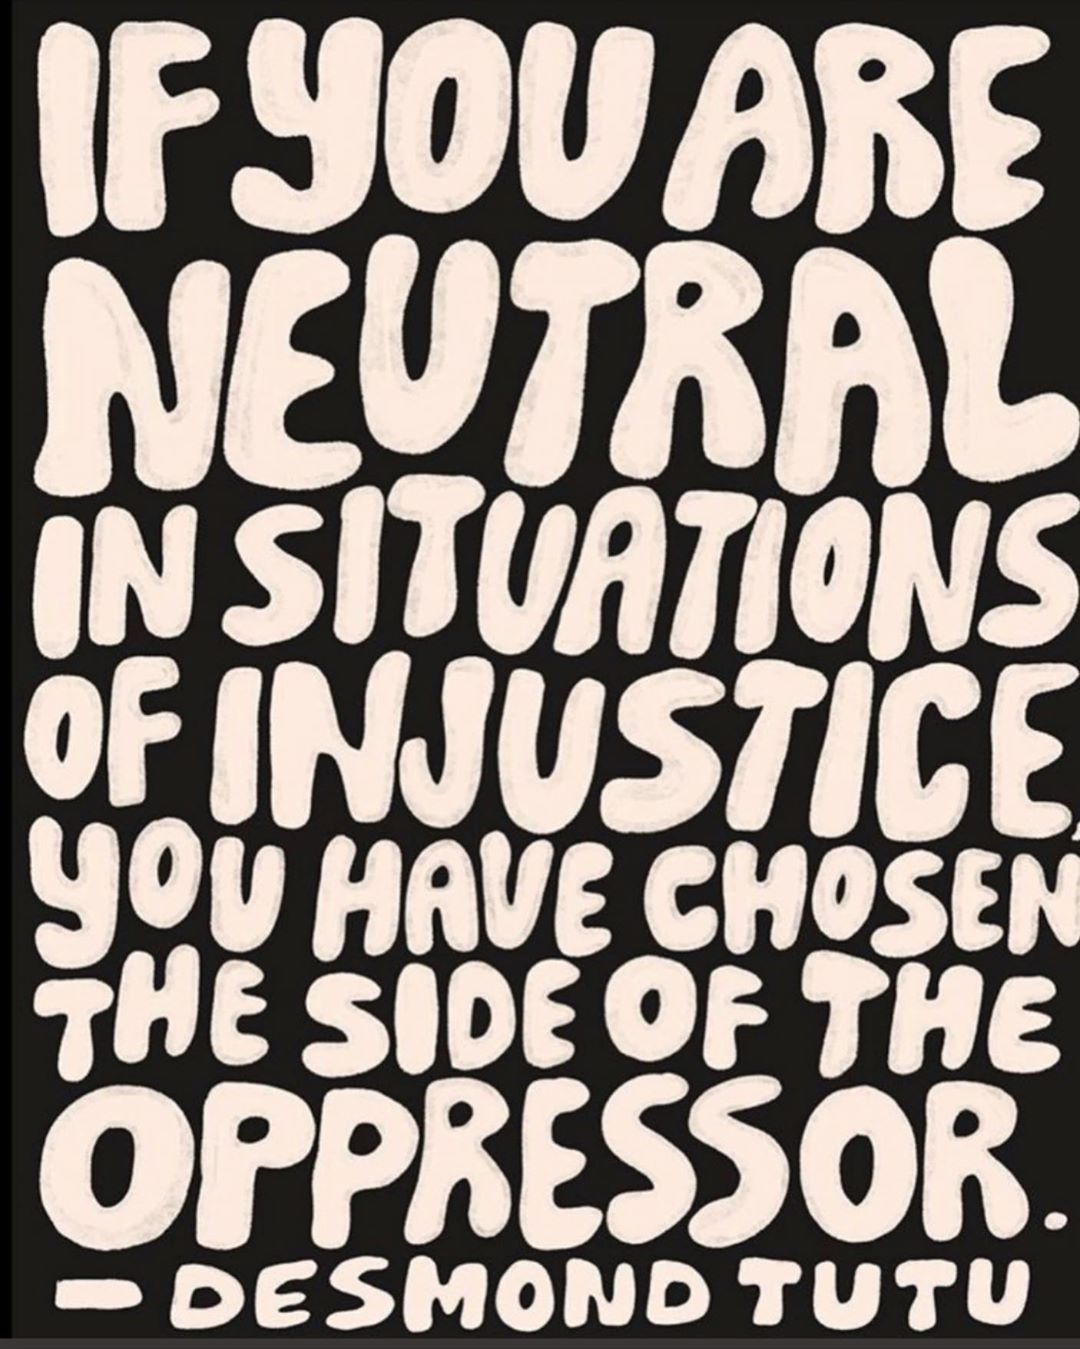 IF YOU ARE
NEUTRAL
IN SITUATIONS
OF INJUSTICE,
YOU HAVE CHOSEN
THE SIDE OF THE
OPPRESSOR.
— DESMOND TUTU